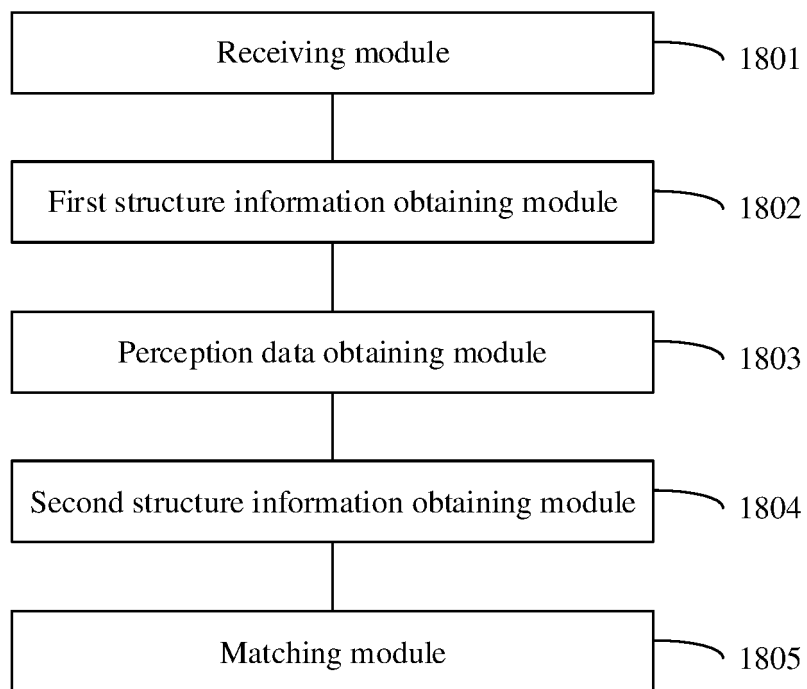 Receiving module 1801
First structure information obtaining module 1802
Perception data obtaining module 1803
Second structure information obtaining module 1804
Matching module 1805